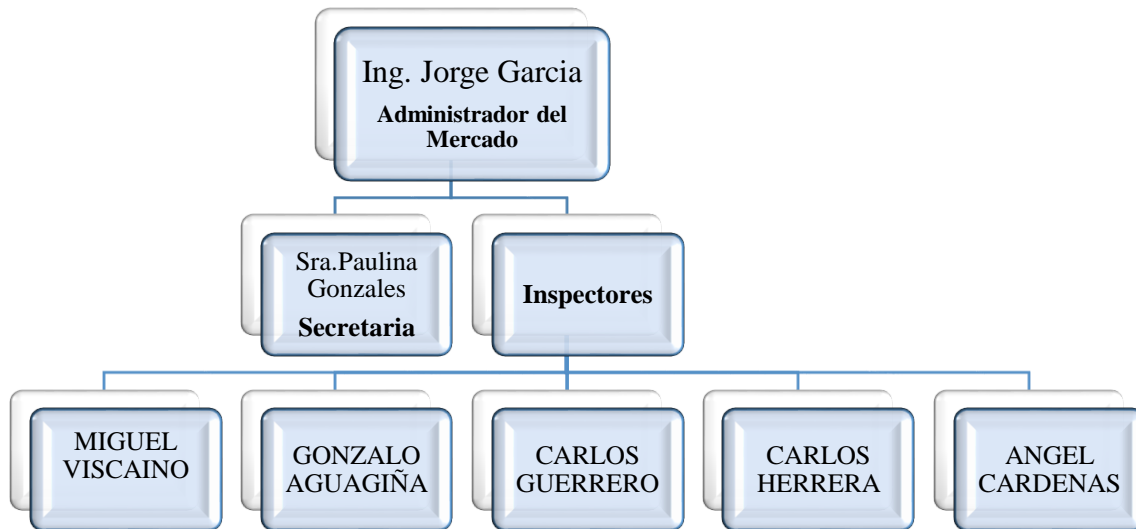 Ing. Jorge Garcia
Administrador del
Mercado
Sra.Paulina
Gonzales
Secretaria
Inspectores
MIGUEL
VISCAINO
GONZALO
AGUAGIÑA
CARLOS
GUERRERO
CARLOS
HERRERA
ANGEL
CARDENAS